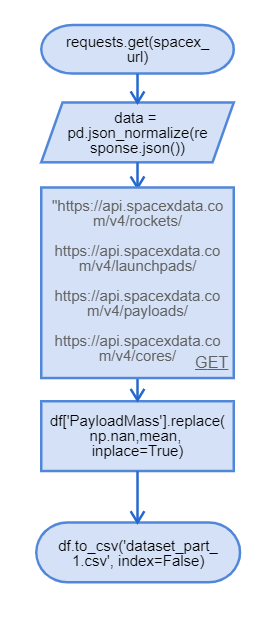 requests.get(spacex_
url)
data =
pd.json_normalize(re
sponse.json())
"https://api.spacexdata.co
m/v4/rockets/
https://api.spacexdata.co
m/v4/launchpads/
https://api.spacexdata.co
m/v4/payloads/
https://api.spacexdata.co
m/v4/cores/
GET
df['PayloadMass'].replace(
np.nan,mean,
inplace=True)
df.to_csv('dataset_part_
1.csv', index=False)